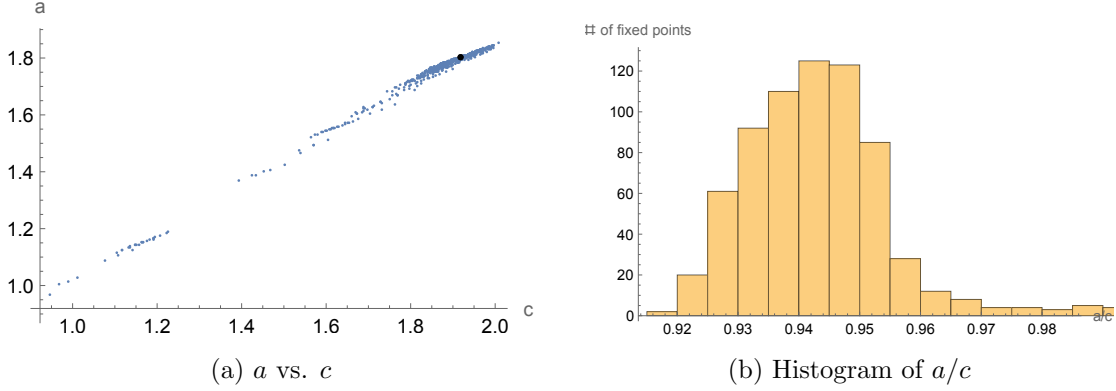 a
1.8
1.6
1.4
1.2
1.0
1.0 1.2 1.4 1.6 1.8 2.0
c
(a) a vs. c
# of fixed points
120
100
80
60
40
20
0
0.92 0.93 0.94 0.95 0.96 0.97 0.98
a/c
(b) Histogram of a/c